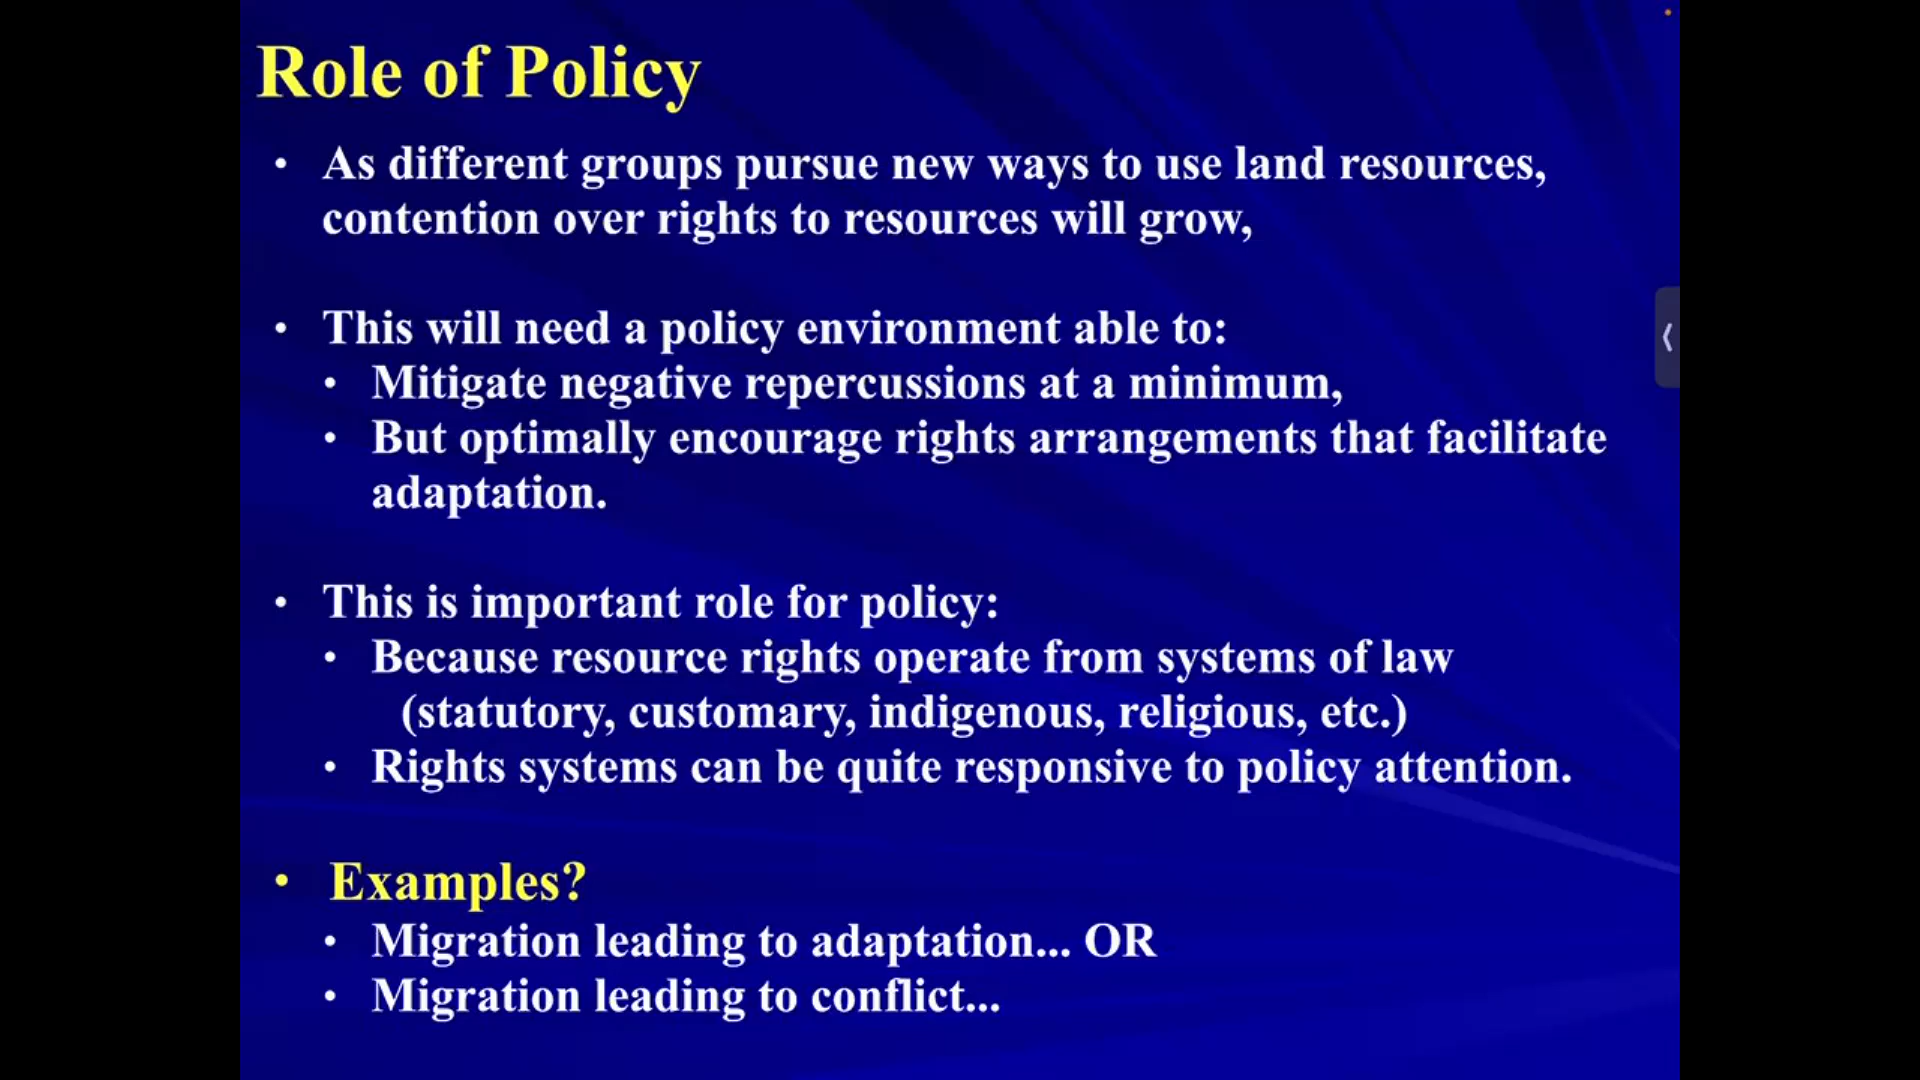 Role of Policy
• As different groups pursue new ways to use land resources,
contention over rights to resources will grow,
• This will need a policy environment able to:
• Mitigate negative repercussions at a minimum,
• But optimally encourage rights arrangements that facilitate
adaptation.
• This is important role for policy:
• Because resource rights operate from systems of law
(statutory, customary, indigenous, religious, etc.)
• Rights systems can be quite responsive to policy attention.
• Examples?
• Migration leading to adaptation... OR
• Migration leading to conflict...